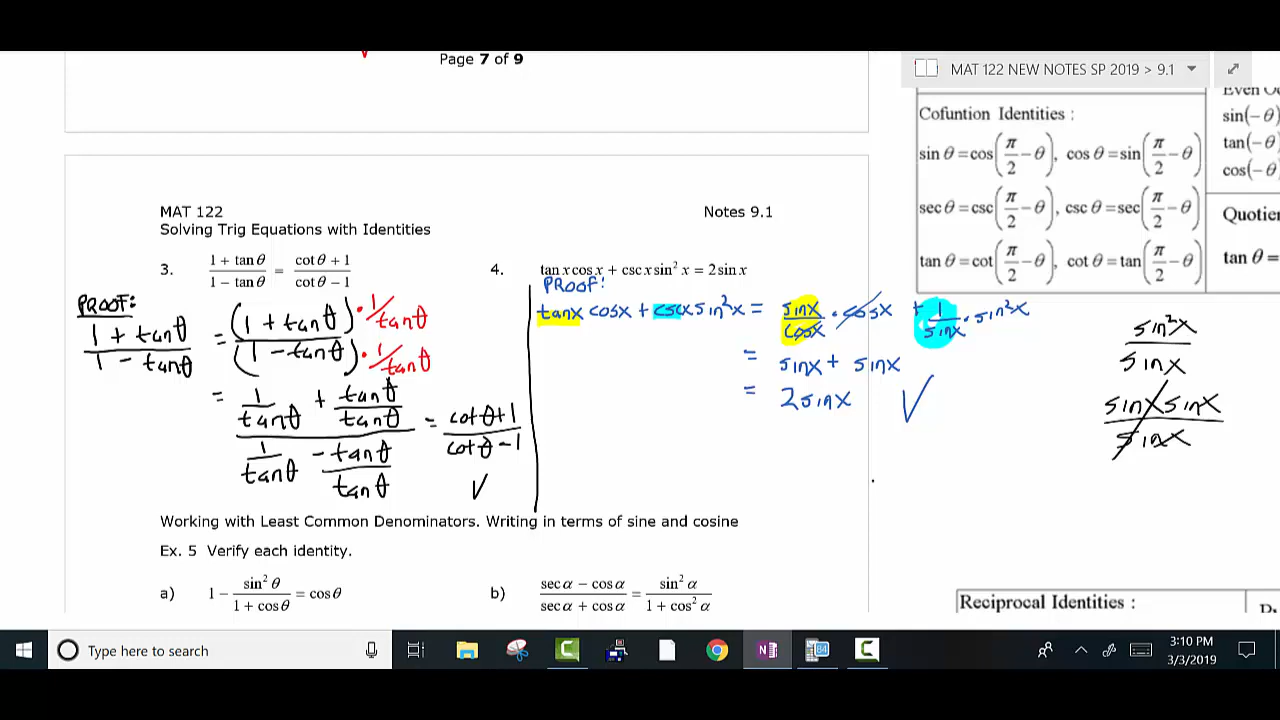 Page 7 of 9
MAT 122 NEW NOTES SP 2019 > 9.1
Cofuntion Identities :
sin θ = cos(π/2 − θ), cos θ = sin(π/2 − θ)
sec θ = csc(π/2 − θ), csc θ = sec(π/2 − θ)
tan θ = cot(π/2 − θ), cot θ = tan(π/2 − θ)
sin(−θ)
tan(−θ)
cos(−θ)
Quotie
tan θ =
MAT 122
Notes 9.1
Solving Trig Equations with Identities
3. (1 + tan θ)/(1 − tan θ) = (cot θ + 1)/(cot θ − 1)
PROOF:
(1 + tanθ)/(1 − tanθ) = (1 + tanθ) · 1/tanθ / (1 − tanθ) · 1/tanθ
= (1/tanθ + tanθ/tanθ)/(1/tanθ − tanθ/tanθ) = (cotθ+1)/(cotθ−1)
✓
4. tan x cos x + csc x sin² x = 2 sin x
PROOF:
tanx cosx + cscx sin²x = sinx/cosx · cosx + 1/sinx · sin²x
= sinx + sinx
= 2 sinx ✓
sin²x / sinx
sinx sinx / sinx
Working with Least Common Denominators. Writing in terms of sine and cosine
Ex. 5 Verify each identity.
a) 1 − sin² θ/(1 + cos θ) = cos θ
b) (sec α − cos α)/(sec α + cos α) = sin² α/(1 + cos² α)
Reciprocal Identities :
Type here to search
3:10 PM
3/3/2019